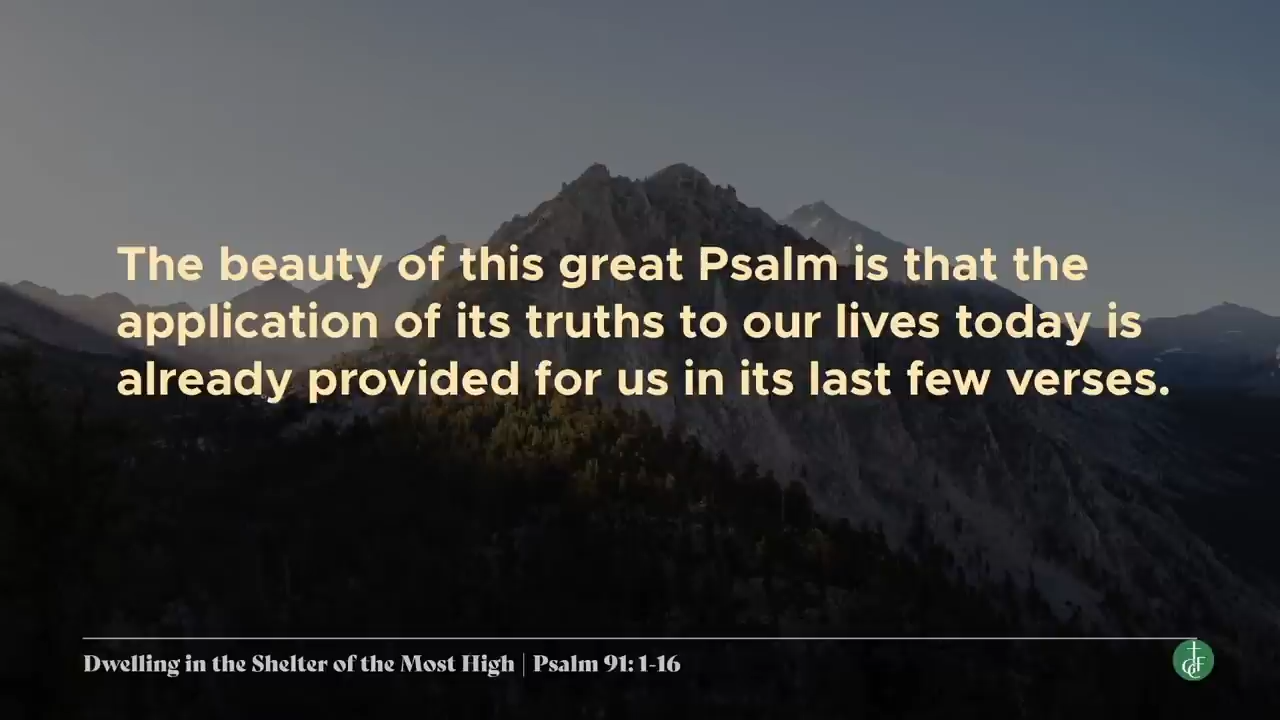 The beauty of this great Psalm is that the
application of its truths to our lives today is
already provided for us in its last few verses.
Dwelling in the Shelter of the Most High | Psalm 91: 1-16